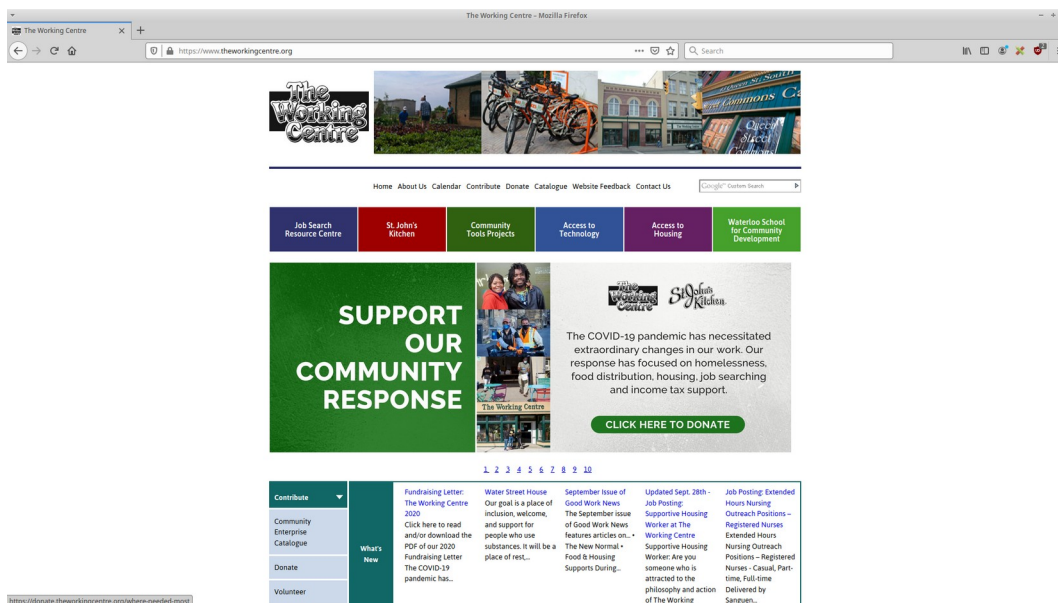 The Working Centre - Mozilla Firefox
The Working Centre
https://www.theworkingcentre.org
Search
The
Working
Centre
Queen
Street
Commons
Home About Us Calendar Contribute Donate Catalogue Website Feedback Contact Us
Google™ Custom Search
Job Search
Resource Centre
St. John's
Kitchen
Community
Tools Projects
Access to
Technology
Access to
Housing
Waterloo School
for Community
Development
SUPPORT
OUR
COMMUNITY
RESPONSE
The Working Centre
The
Working
Centre
St John's
Kitchen
The COVID-19 pandemic has necessitated
extraordinary changes in our work. Our
response has focused on homelessness,
food distribution, housing, job searching
and income tax support.
CLICK HERE TO DONATE
1 2 3 4 5 6 7 8 9 10
Contribute
Community
Enterprise
Catalogue
Donate
Volunteer
What's
New
Fundraising Letter:
The Working Centre
2020
Click here to read
and/or download the
PDF of our 2020
Fundraising Letter
The COVID-19
pandemic has...
Water Street House
Our goal is a place of
inclusion, welcome,
and support for
people who use
substances. It will be a
place of rest,...
September Issue of
Good Work News
The September issue
of Good Work News
features articles on... •
The New Normal •
Food & Housing
Supports During...
Updated Sept. 28th -
Job Posting:
Supportive Housing
Worker at The
Working Centre
Supportive Housing
Worker: Are you
someone who is
attracted to the
philosophy and action
of The Working
Job Posting: Extended
Hours Nursing
Outreach Positions –
Registered Nurses
Extended Hours
Nursing Outreach
Positions – Registered
Nurses - Casual, Part-
time, Full-time
Delivered by
Sanguen...
https://donate.theworkingcentre.org/where-needed-most